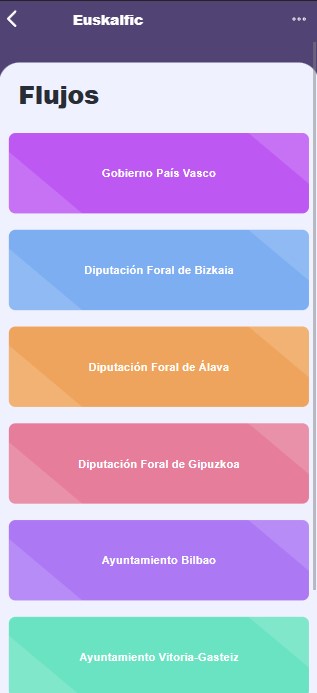 Euskalfic
Flujos
Gobierno País Vasco
Diputación Foral de Bizkaia
Diputación Foral de Álava
Diputación Foral de Gipuzkoa
Ayuntamiento Bilbao
Ayuntamiento Vitoria-Gasteiz